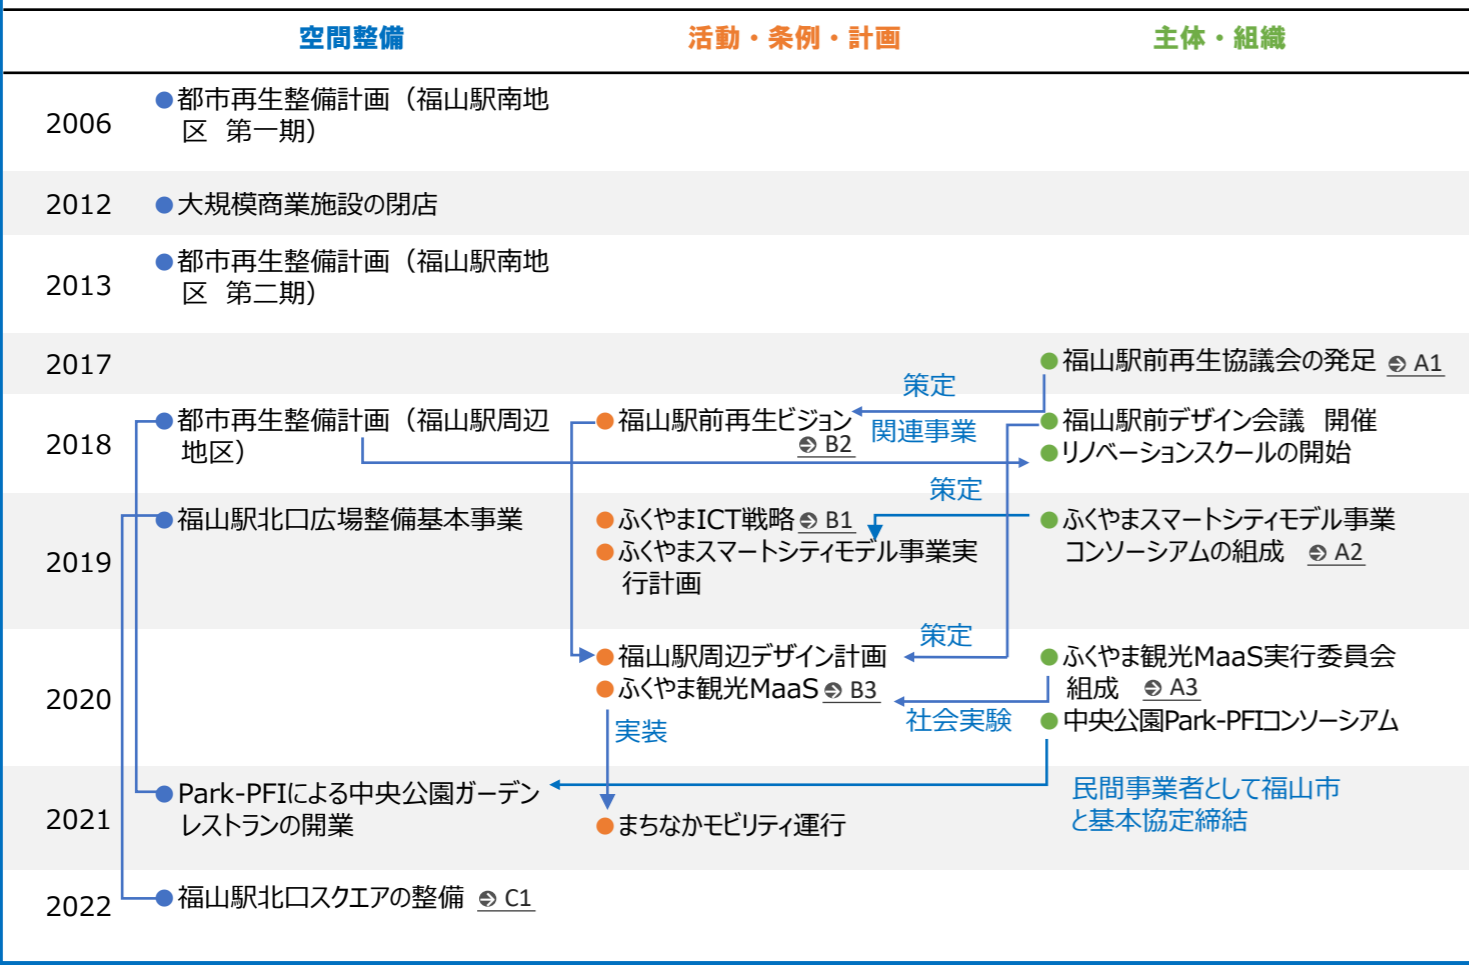 空間整備 活動・条例・計画 主体・組織
2006
●都市再生整備計画（福山駅南地
区　第一期）
2012
●大規模商業施設の閉店
2013
●都市再生整備計画（福山駅南地
区　第二期）
2017
●福山駅前再生協議会の発足 A1
策定
2018
●都市再生整備計画（福山駅周辺
地区）
●福山駅前再生ビジョン
B2
関連事業
●福山駅前デザイン会議　開催
●リノベーションスクールの開始
策定
2019
●福山駅北口広場整備基本事業
●ふくやまICT戦略 B1
●ふくやまスマートシティモデル事業実
行計画
●ふくやまスマートシティモデル事業
コンソーシアムの組成 A2
策定
2020
●福山駅周辺デザイン計画
●ふくやま観光MaaS B3
実装
社会実験
●ふくやま観光MaaS実行委員会
組成 A3
●中央公園Park-PFIコンソーシアム
2021
●Park-PFIによる中央公園ガーデン
レストランの開業
●まちなかモビリティ運行
民間事業者として福山市
と基本協定締結
2022
●福山駅北口スクエアの整備 C1